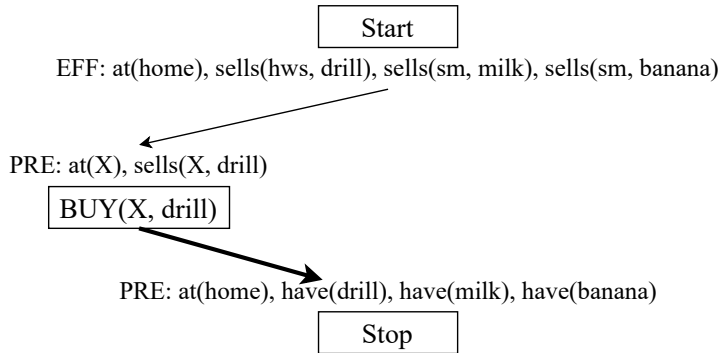 Start
EFF: at(home), sells(hws, drill), sells(sm, milk), sells(sm, banana)
PRE: at(X), sells(X, drill)
BUY(X, drill)
PRE: at(home), have(drill), have(milk), have(banana)
Stop